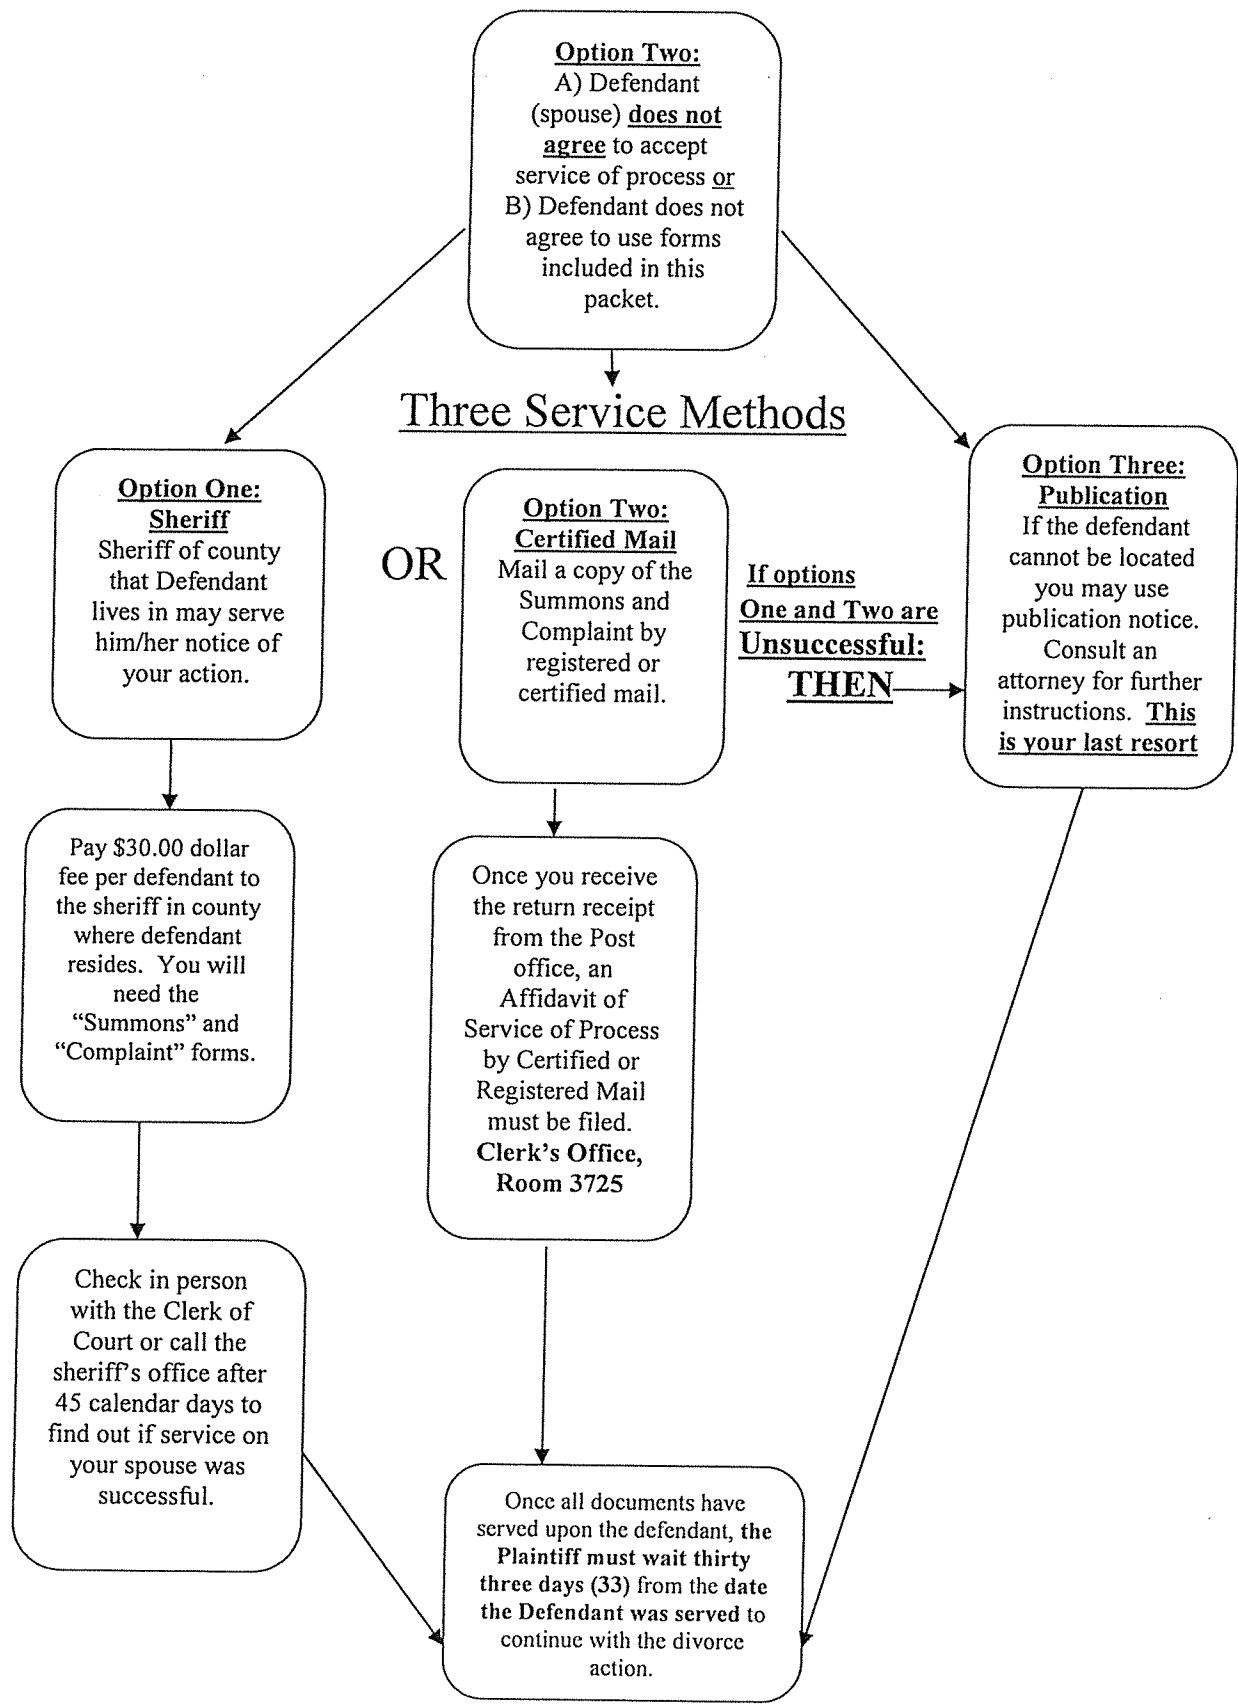 Option Two:
A) Defendant
(spouse) does not
agree to accept
service of process or
B) Defendant does not
agree to use forms
included in this
packet.
Three Service Methods
Option One:
Sheriff
Sheriff of county
that Defendant
lives in may serve
him/her notice of
your action.
OR
Option Two:
Certified Mail
Mail a copy of the
Summons and
Complaint by
registered or
certified mail.
If options
One and Two are
Unsuccessful:
THEN
Option Three:
Publication
If the defendant
cannot be located
you may use
publication notice.
Consult an
attorney for further
instructions. This
is your last resort
Pay $30.00 dollar
fee per defendant to
the sheriff in county
where defendant
resides. You will
need the
“Summons” and
“Complaint” forms.
Once you receive
the return receipt
from the Post
office, an
Affidavit of
Service of Process
by Certified or
Registered Mail
must be filed.
Clerk’s Office,
Room 3725
Check in person
with the Clerk of
Court or call the
sheriff’s office after
45 calendar days to
find out if service on
your spouse was
successful.
Once all documents have
served upon the defendant, the
Plaintiff must wait thirty
three days (33) from the date
the Defendant was served to
continue with the divorce
action.